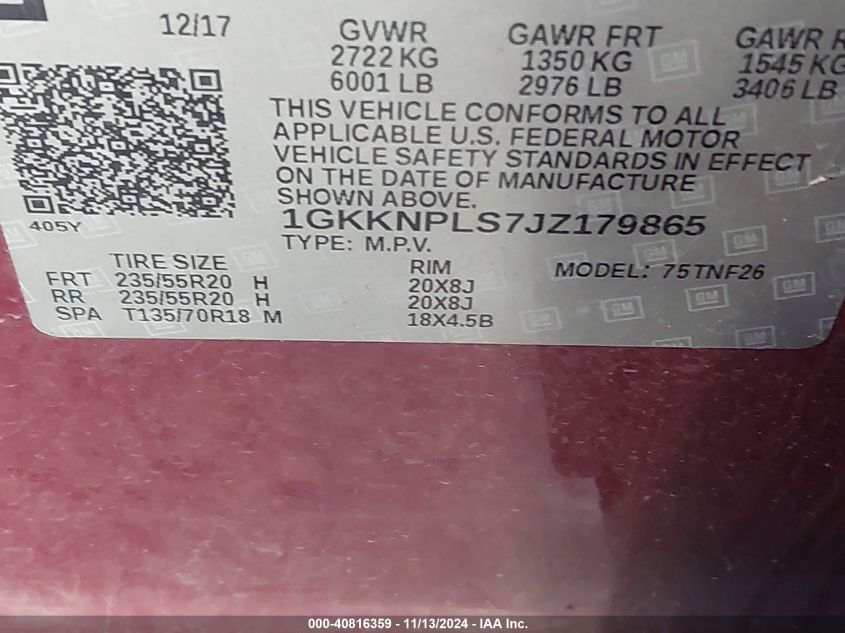 12/17 GVWR GAWR FRT GAWR R
2722 KG 1350 KG 1545 KG
6001 LB 2976 LB 3406 LB
THIS VEHICLE CONFORMS TO ALL
APPLICABLE U.S. FEDERAL MOTOR
VEHICLE SAFETY STANDARDS IN EFFECT
ON THE DATE OF MANUFACTURE
SHOWN ABOVE.
405Y 1GKKNPLS7JZ179865
TYPE: M.P.V.
TIRE SIZE RIM MODEL: 75TNF26
FRT 235/55R20 H 20X8J
RR 235/55R20 H 20X8J
SPA T135/70R18 M 18X4.5B
GM
000-40816359 - 11/13/2024 - IAA Inc.